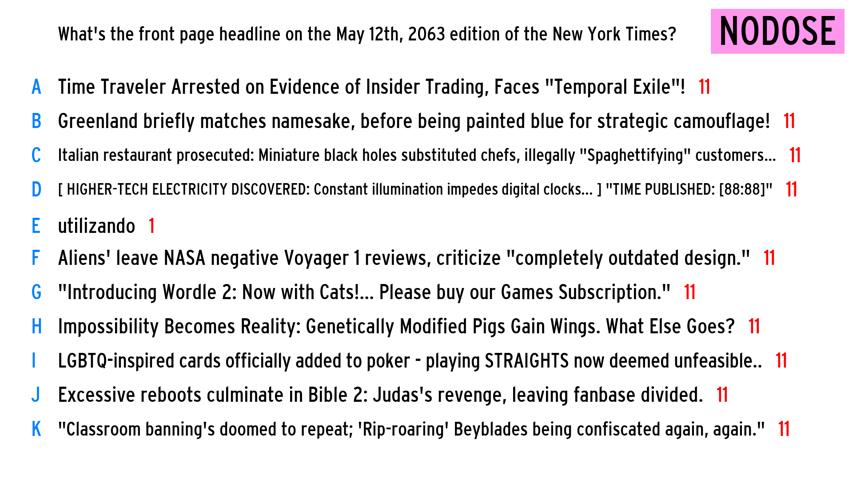 What's the front page headline on the May 12th, 2063 edition of the New York Times?
NODOSE
A Time Traveler Arrested on Evidence of Insider Trading, Faces "Temporal Exile"! 11
B Greenland briefly matches namesake, before being painted blue for strategic camouflage! 11
C Italian restaurant prosecuted: Miniature black holes substituted chefs, illegally "Spaghettifying" customers... 11
D [ HIGHER-TECH ELECTRICITY DISCOVERED: Constant illumination impedes digital clocks... ] "TIME PUBLISHED: [88:88]" 11
E utilizando 1
F Aliens' leave NASA negative Voyager 1 reviews, criticize "completely outdated design." 11
G "Introducing Wordle 2: Now with Cats!... Please buy our Games Subscription." 11
H Impossibility Becomes Reality: Genetically Modified Pigs Gain Wings. What Else Goes? 11
I LGBTQ-inspired cards officially added to poker - playing STRAIGHTS now deemed unfeasible.. 11
J Excessive reboots culminate in Bible 2: Judas's revenge, leaving fanbase divided. 11
K "Classroom banning's doomed to repeat; 'Rip-roaring' Beyblades being confiscated again, again." 11